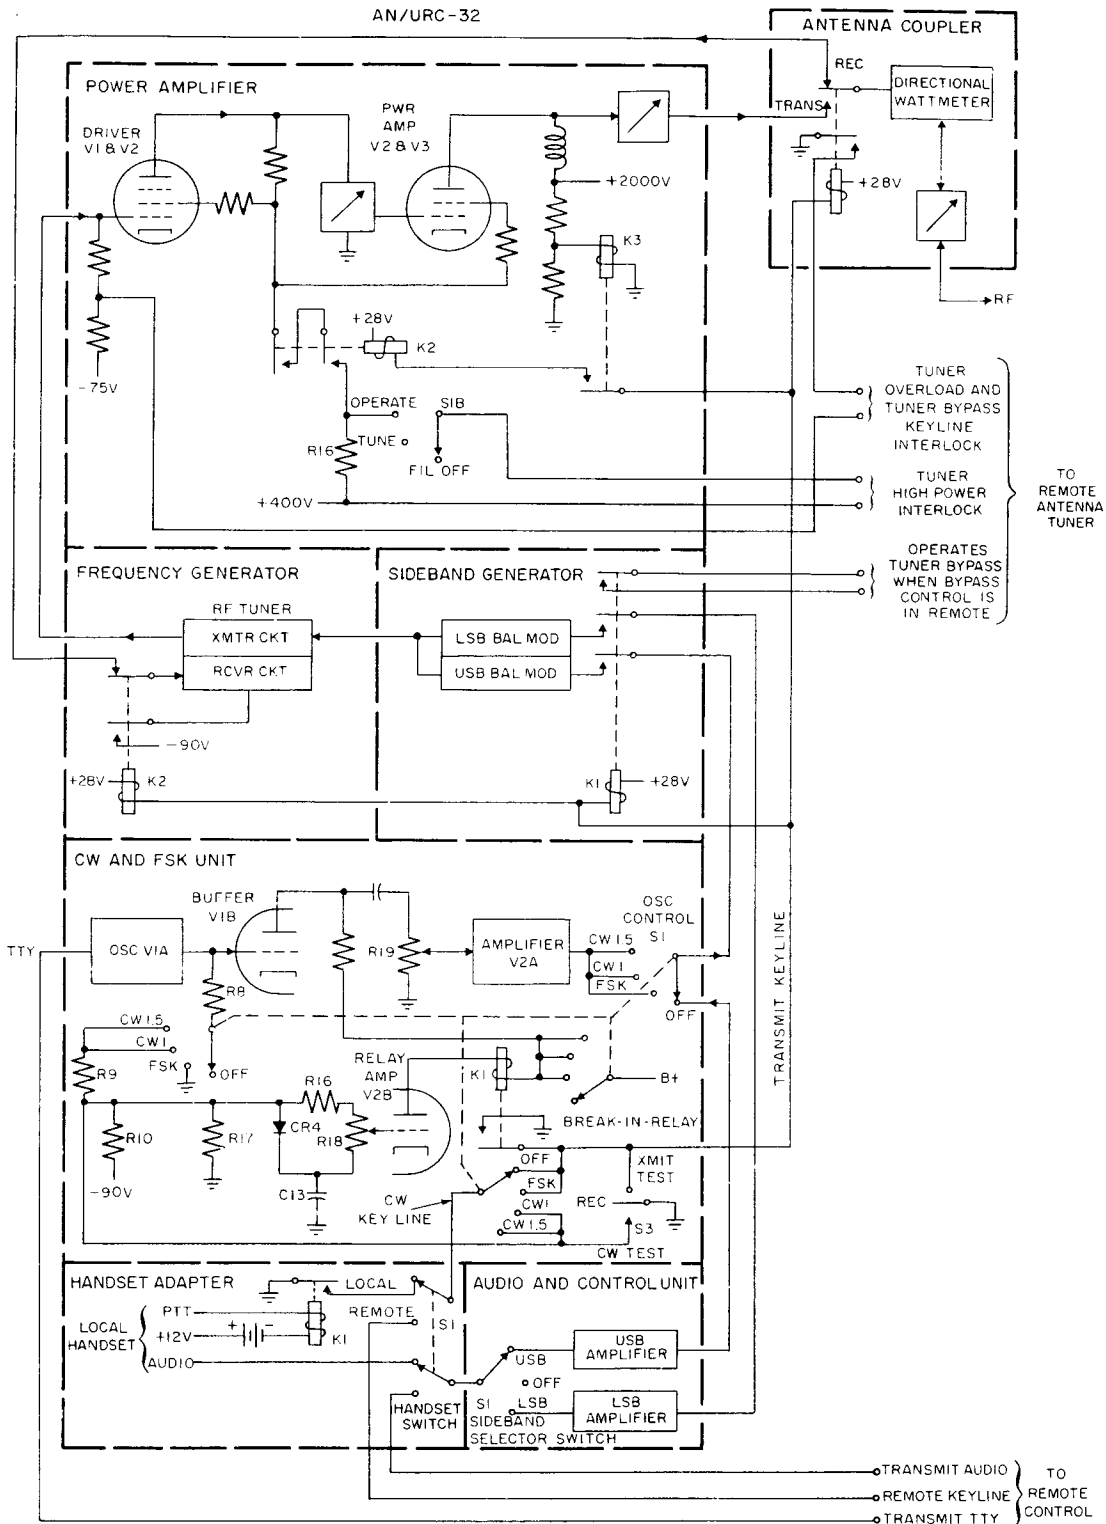 AN/URC-32
ANTENNA COUPLER
REC
DIRECTIONAL
WATTMETER
TRANS
+28V
RF
POWER AMPLIFIER
DRIVER
V1 & V2
PWR
AMP
V2 & V3
+2000V
K3
+28V
K2
-75V
OPERATE
SIB
TUNE
R16
FIL OFF
+400V
TUNER
OVERLOAD AND
TUNER BYPASS
KEYLINE
INTERLOCK
TUNER
HIGH POWER
INTERLOCK
OPERATES
TUNER BYPASS
WHEN BYPASS
CONTROL IS
IN REMOTE
TO
REMOTE
ANTENNA
TUNER
FREQUENCY GENERATOR
RF TUNER
XMTR CKT
RCVR CKT
-90V
+28V
K2
SIDEBAND GENERATOR
LSB BAL MOD
USB BAL MOD
K1
+28V
TRANSMIT KEYLINE
CW AND FSK UNIT
TTY
OSC V1A
BUFFER
V1B
R8
R19
AMPLIFIER
V2A
OSC
CONTROL
S1
CW 1.5
CW 1
FSK
OFF
CW 1.5
CW 1
FSK
OFF
R9
R10
-90V
R17
CR4
R16
R18
C13
RELAY
AMP
V2B
K1
B+
BREAK-IN-RELAY
OFF
FSK
CW 1
CW 1.5
CW
KEY LINE
XMIT
TEST
REC
S3
CW TEST
HANDSET ADAPTER
LOCAL
HANDSET
PTT
+12V
AUDIO
+
-
K1
LOCAL
REMOTE
S1
HANDSET
SWITCH
AUDIO AND CONTROL UNIT
USB
OFF
LSB
S1
SIDEBAND
SELECTOR SWITCH
USB
AMPLIFIER
LSB
AMPLIFIER
TRANSMIT AUDIO
REMOTE KEYLINE
TRANSMIT TTY
TO
REMOTE
CONTROL